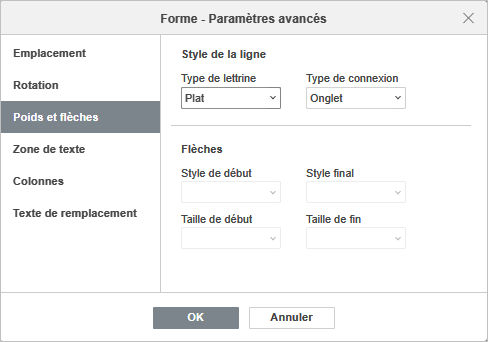 Forme - Paramètres avancés
Emplacement
Rotation
Poids et flèches
Zone de texte
Colonnes
Texte de remplacement
Style de la ligne
Type de lettrine Type de connexion
Plat Onglet
Flèches
Style de début Style final
Taille de début Taille de fin
OK Annuler